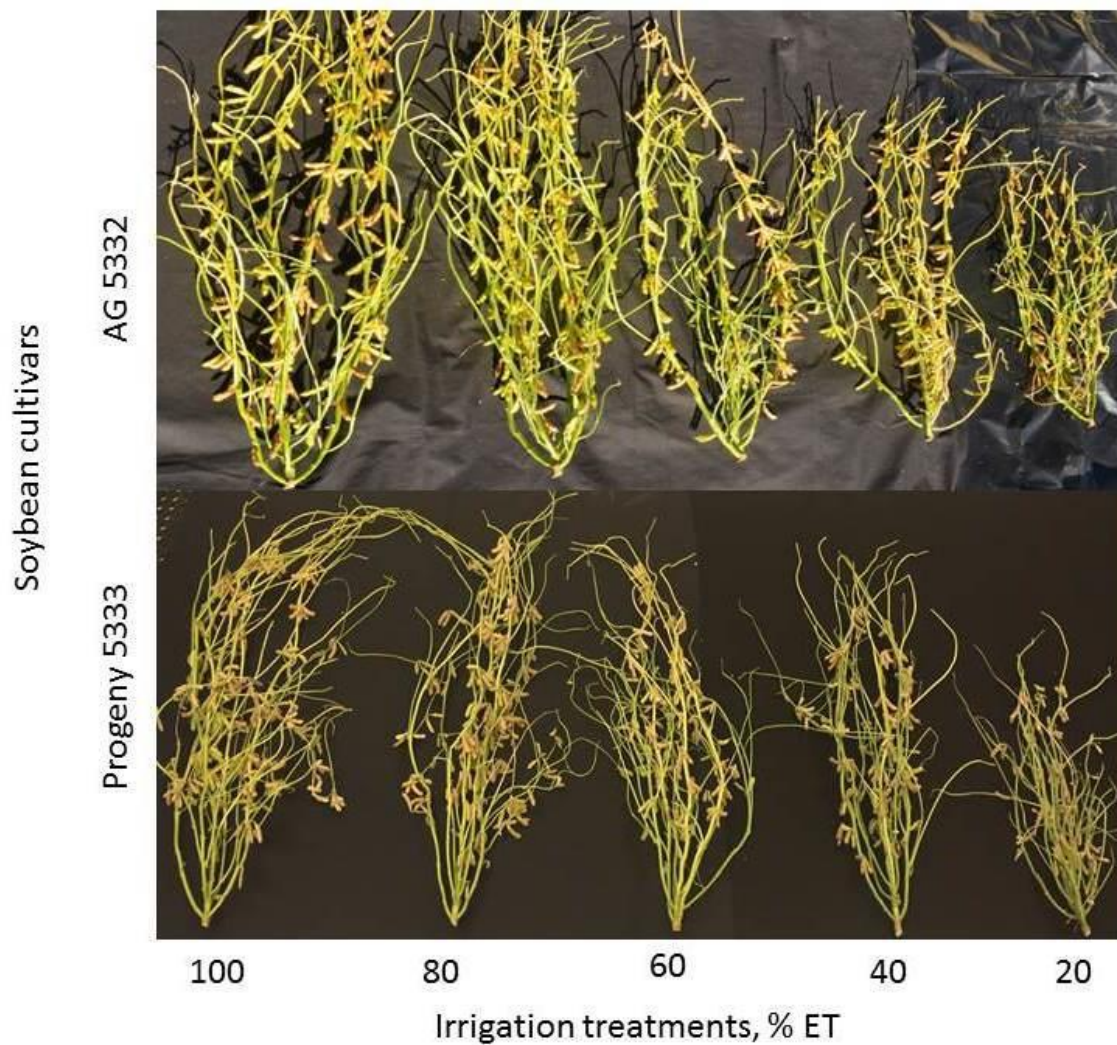 Soybean cultivars
AG 5332
Progeny 5333
100 80 60 40 20
Irrigation treatments, % ET